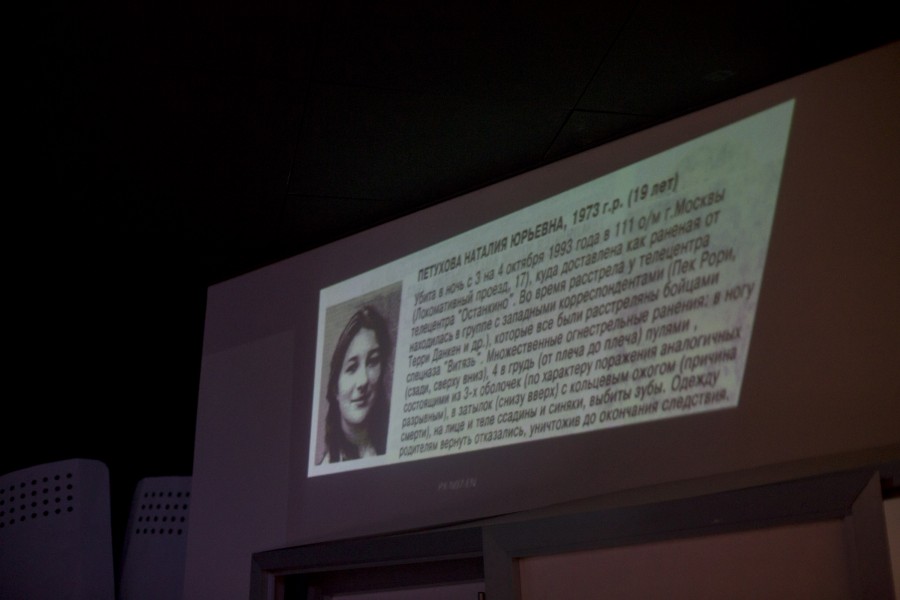 ПЕТУХОВА НАТАЛИЯ ЮРЬЕВНА, 1973 г.р. (19 лет)
Убита в ночь с 3 на 4 октября 1993 года в 111 о/м г.Москвы
(Локомативный проезд, 17), куда доставлена как раненая от
телецентра "Останкино". Во время расстрела у телецентра
находилась в группе с западными корреспондентами (Пек Рори,
Терри Данкен и др.), которые все были расстреляны бойцами
спецназа "Витязь". Множественные огнестрельные ранения: в ногу
(сзади, сверху вниз), 4 в грудь (от плеча до плеча) пулями ,
состоящими из 3-х оболочек (по характеру поражения аналогичных
разрывным), в затылок (снизу вверх) с кольцевым ожогом (причина
смерти), на лице и теле ссадины и синяки, выбиты зубы. Одежду
родителям вернуть отказались, уничтожив до окончания следствия.